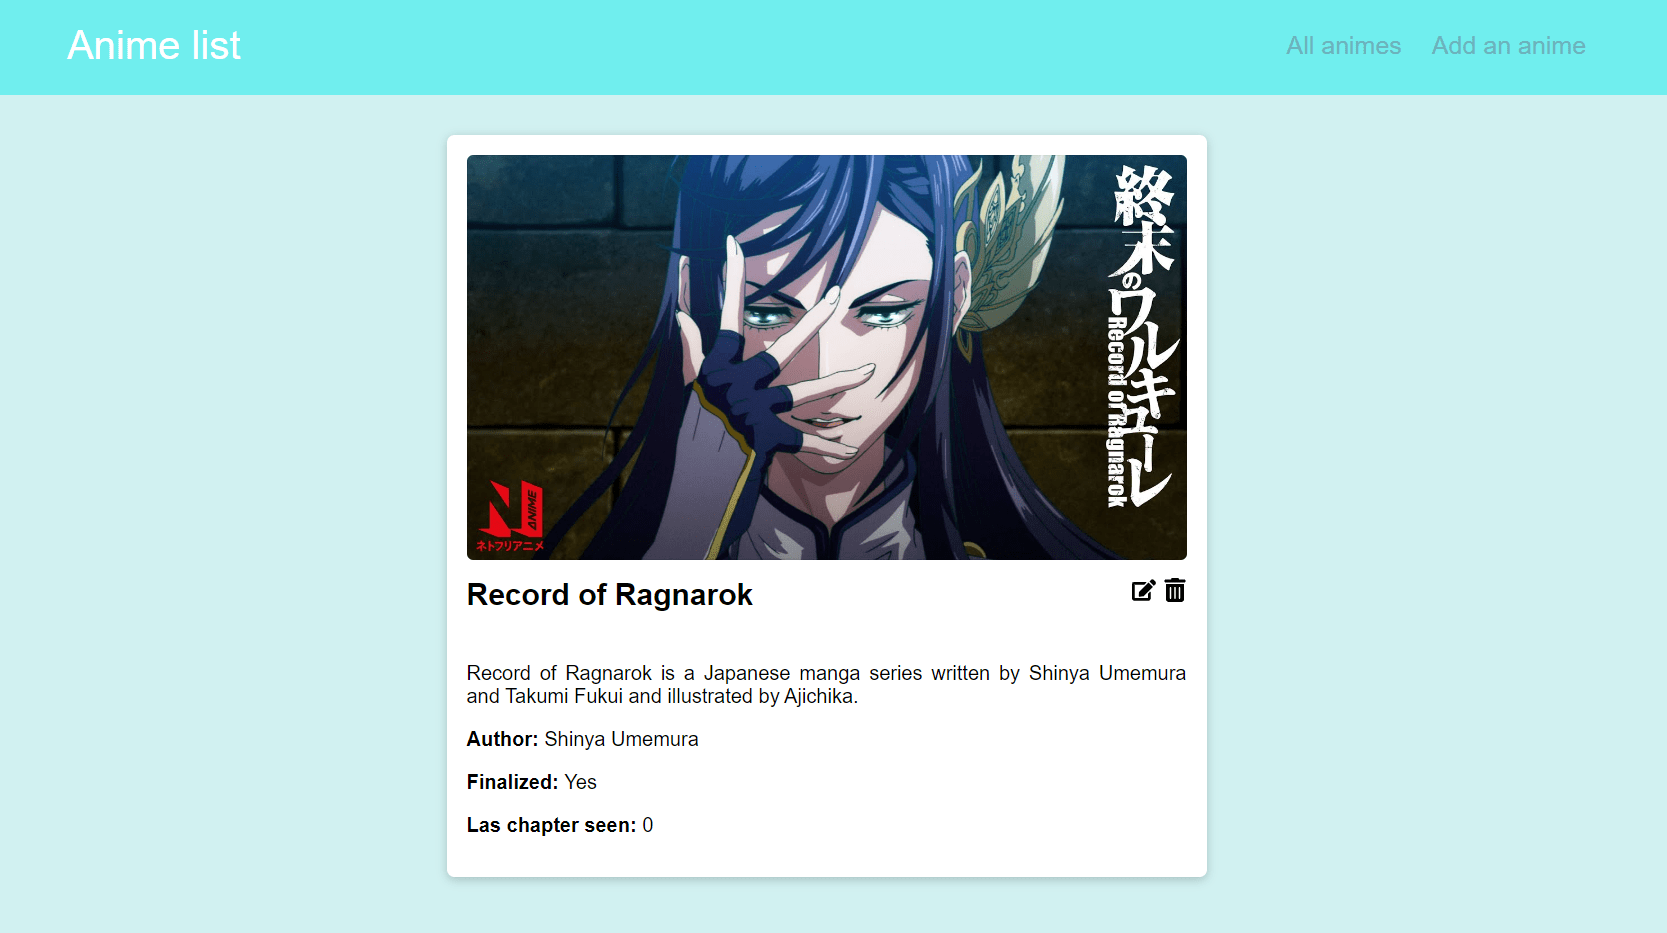 Anime list
All animes
Add an anime
終末のワルキューレ
Record of Ragnarok
ANIME
ネトフリアニメ
Record of Ragnarok
Record of Ragnarok is a Japanese manga series written by Shinya Umemura
and Takumi Fukui and illustrated by Ajichika.
Author: Shinya Umemura
Finalized: Yes
Las chapter seen: 0